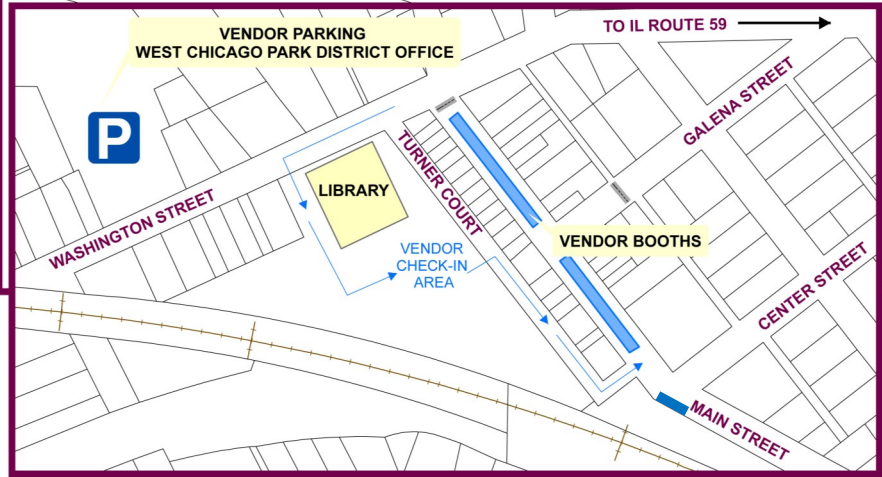 VENDOR PARKING
WEST CHICAGO PARK DISTRICT OFFICE
TO IL ROUTE 59
P
GALENA STREET
TURNER COURT
LIBRARY
WASHINGTON STREET
VENDOR BOOTHS
VENDOR
CHECK-IN
AREA
CENTER STREET
MAIN STREET